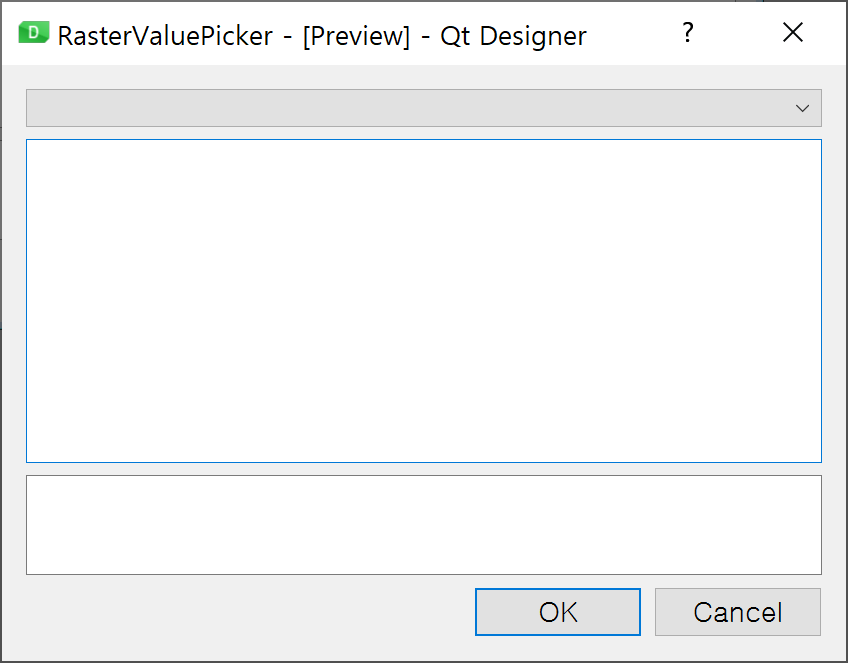 D
RasterValuePicker - [Preview] - Qt Designer
?
OK
Cancel